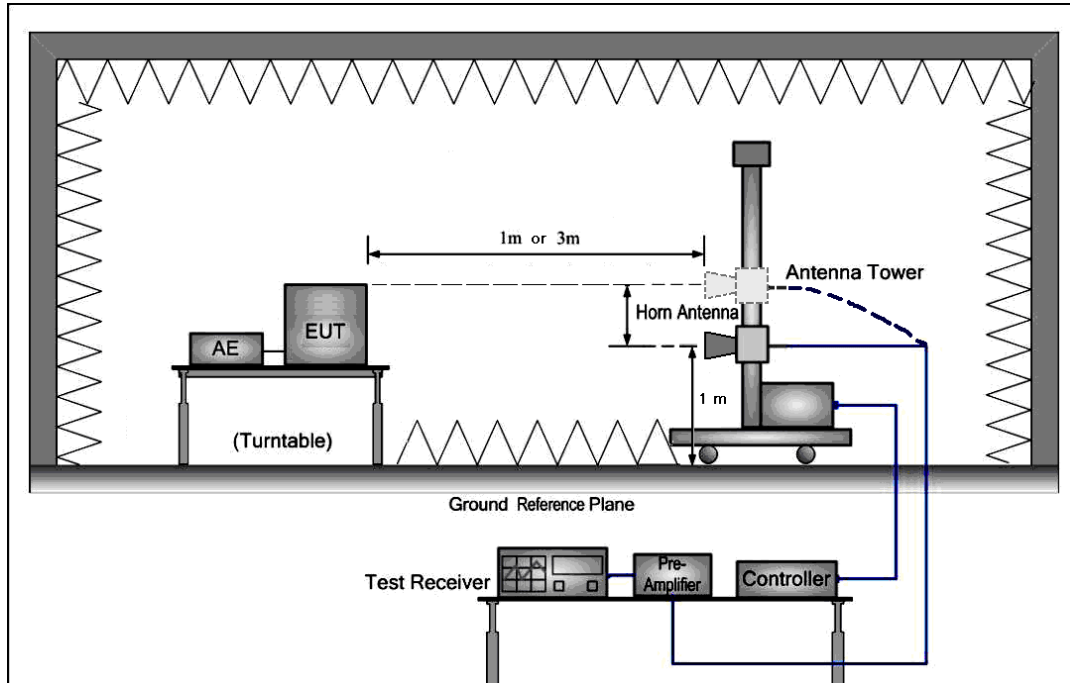 1m or 3m
Antenna Tower
Horn Antenna
EUT
AE
1 m
(Turntable)
Ground Reference Plane
Test Receiver
Pre-
Amplifier
Controller